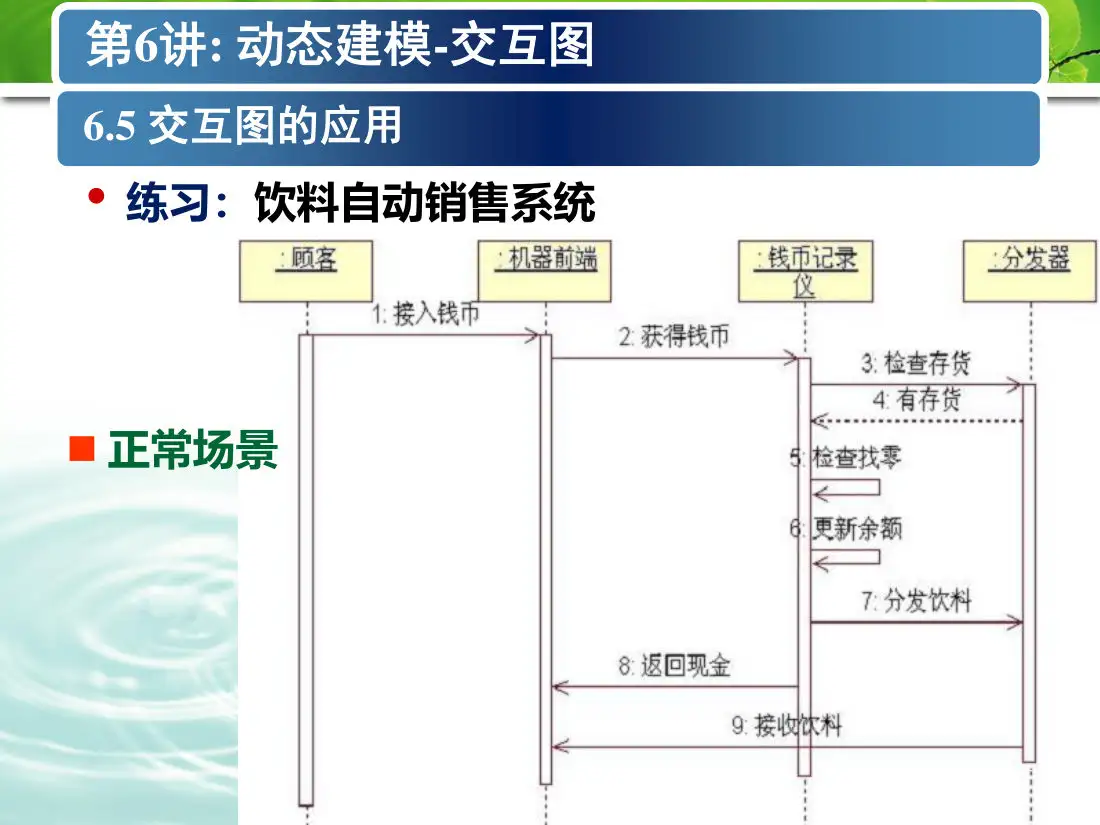 第6讲: 动态建模-交互图
6.5 交互图的应用
• 练习：饮料自动销售系统
: 顾客
: 机器前端
: 钱币记录
仪
: 分发器
1: 接入钱币
2: 获得钱币
3: 检查存货
4: 有存货
正常场景
5: 检查找零
6: 更新余额
7: 分发饮料
8: 返回现金
9: 接收饮料